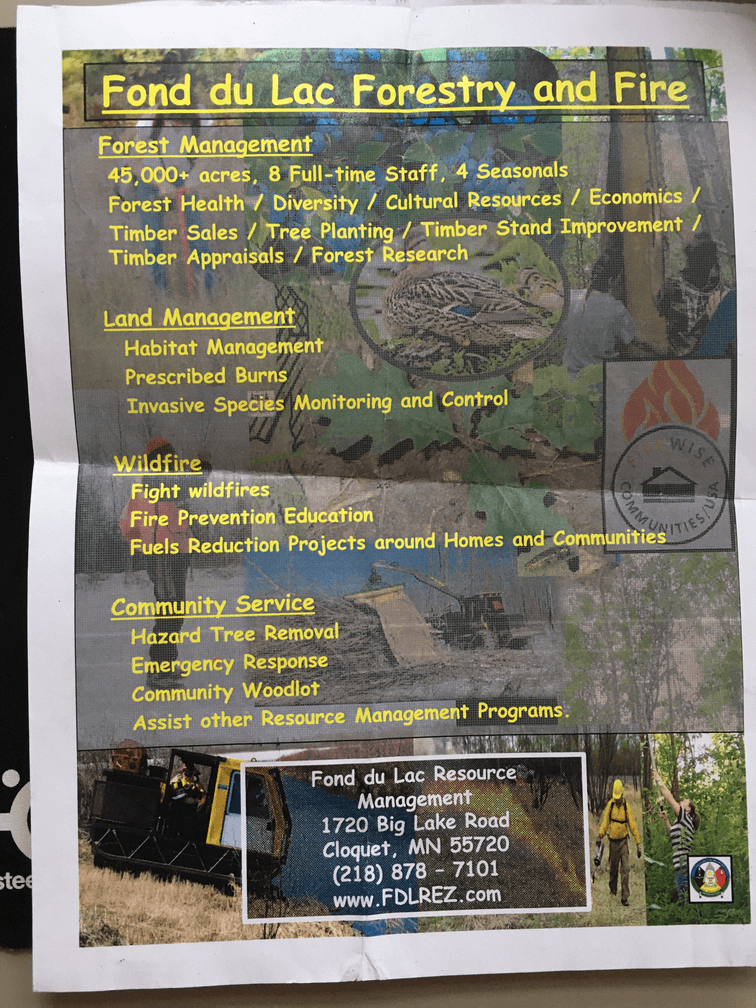 Fond du Lac Forestry and Fire
Forest Management
45,000+ acres, 8 Full-time Staff, 4 Seasonals
Forest Health / Diversity / Cultural Resources / Economics /
Timber Sales / Tree Planting / Timber Stand Improvement /
Timber Appraisals / Forest Research
Land Management
Habitat Management
Prescribed Burns
Invasive Species Monitoring and Control
FIREWISE
COMMUNITIES/USA
Wildfire
Fight wildfires
Fire Prevention Education
Fuels Reduction Projects around Homes and Communities
Community Service
Hazard Tree Removal
Emergency Response
Community Woodlot
Assist other Resource Management Programs.
Fond du Lac Resource
Management
1720 Big Lake Road
Cloquet, MN 55720
(218) 878 - 7101
www.FDLREZ.com